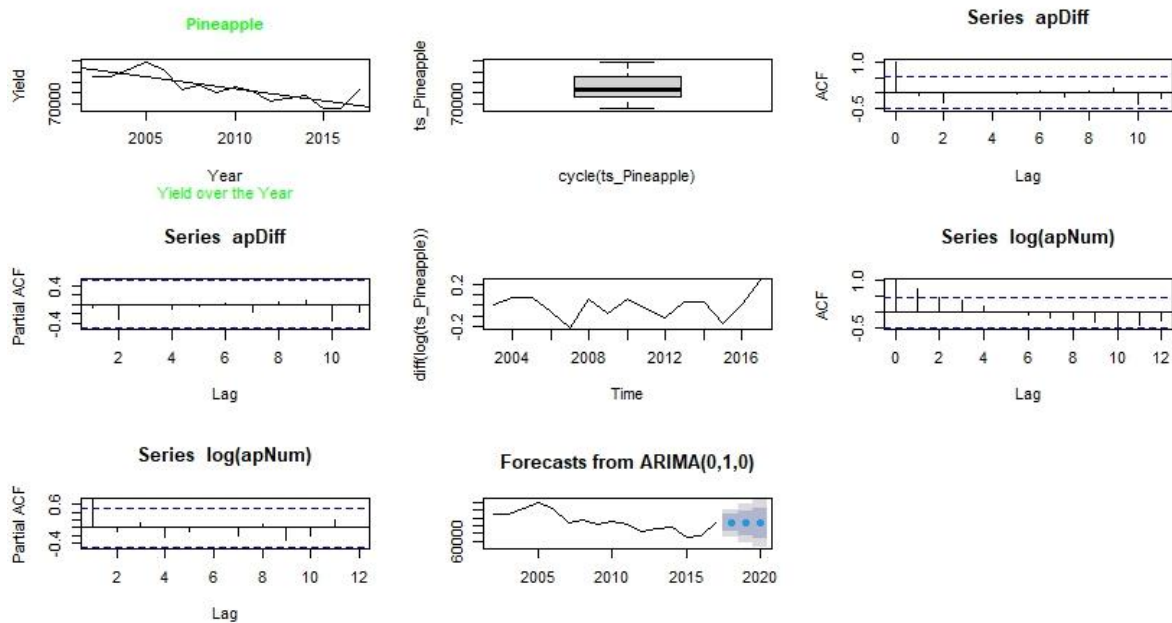 Pineapple
Yield
70000
2005 2010 2015
Year
Yield over the Year
ts_Pineapple
70000
cycle(ts_Pineapple)
Series apDiff
ACF
-0.5 1.0
0 2 4 6 8 10
Lag
Series apDiff
Partial ACF
-0.4 0.4
2 4 6 8 10
Lag
diff(log(ts_Pineapple))
-0.2 0.2
2004 2008 2012 2016
Time
Series log(apNum)
ACF
-0.5 1.0
0 2 4 6 8 10 12
Lag
Series log(apNum)
Partial ACF
-0.4 0.6
2 4 6 8 10 12
Lag
Forecasts from ARIMA(0,1,0)
60000
2005 2010 2015 2020